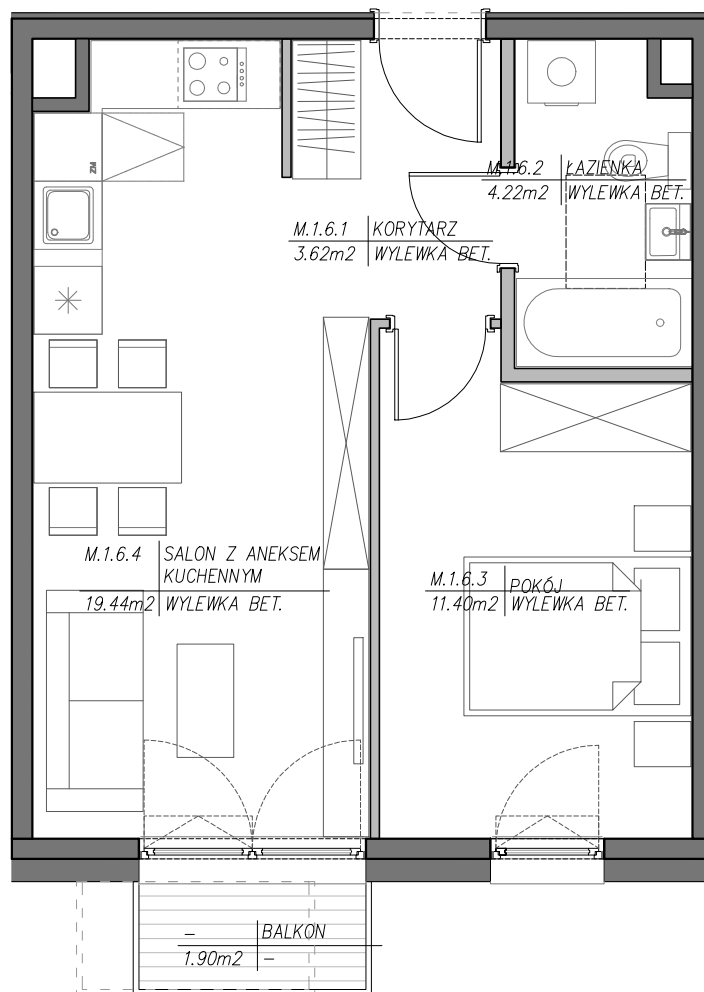 ZM
M.1.6.2 ŁAZIENKA
4.22m2 WYLEWKA BET.
M.1.6.1 KORYTARZ
3.62m2 WYLEWKA BET.
M.1.6.4 SALON Z ANEKSEM
KUCHENNYM
19.44m2 WYLEWKA BET.
M.1.6.3 POKÓJ
11.40m2 WYLEWKA BET.
– BALKON
1.90m2 –